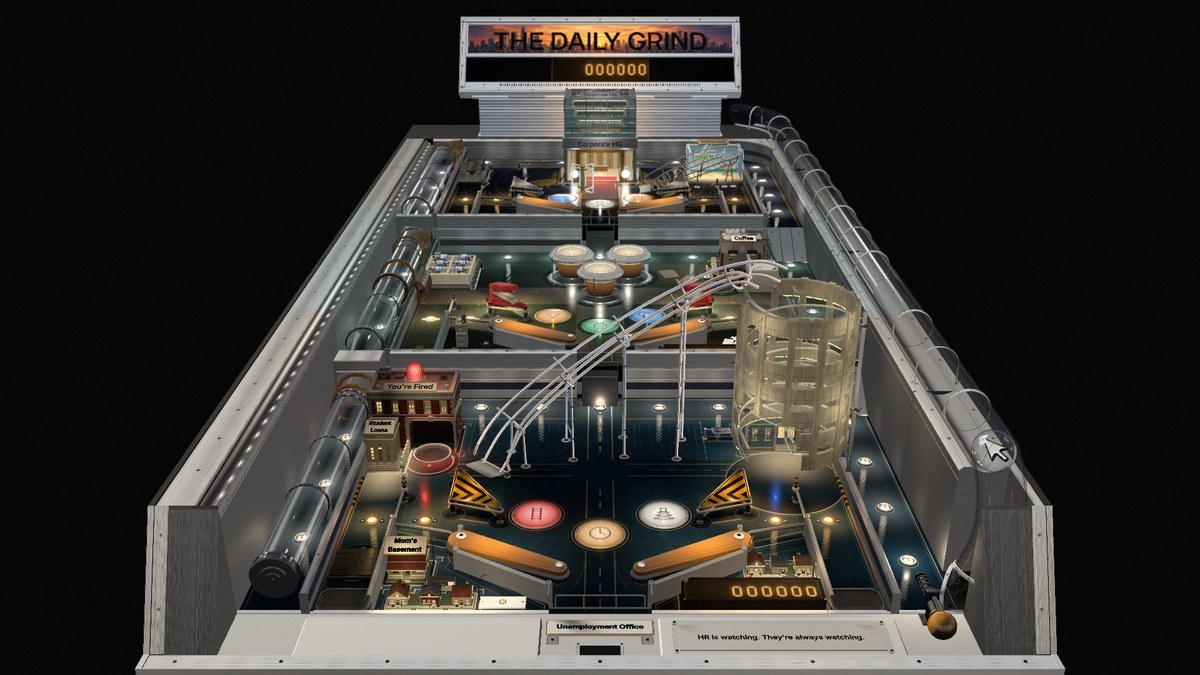 THE DAILY GRIND
000000
Corporate HQ
Coffee
You're Fired
Student
Loans
Mom's
Basement
000000
Unemployment Office
HR is watching. They're always watching.